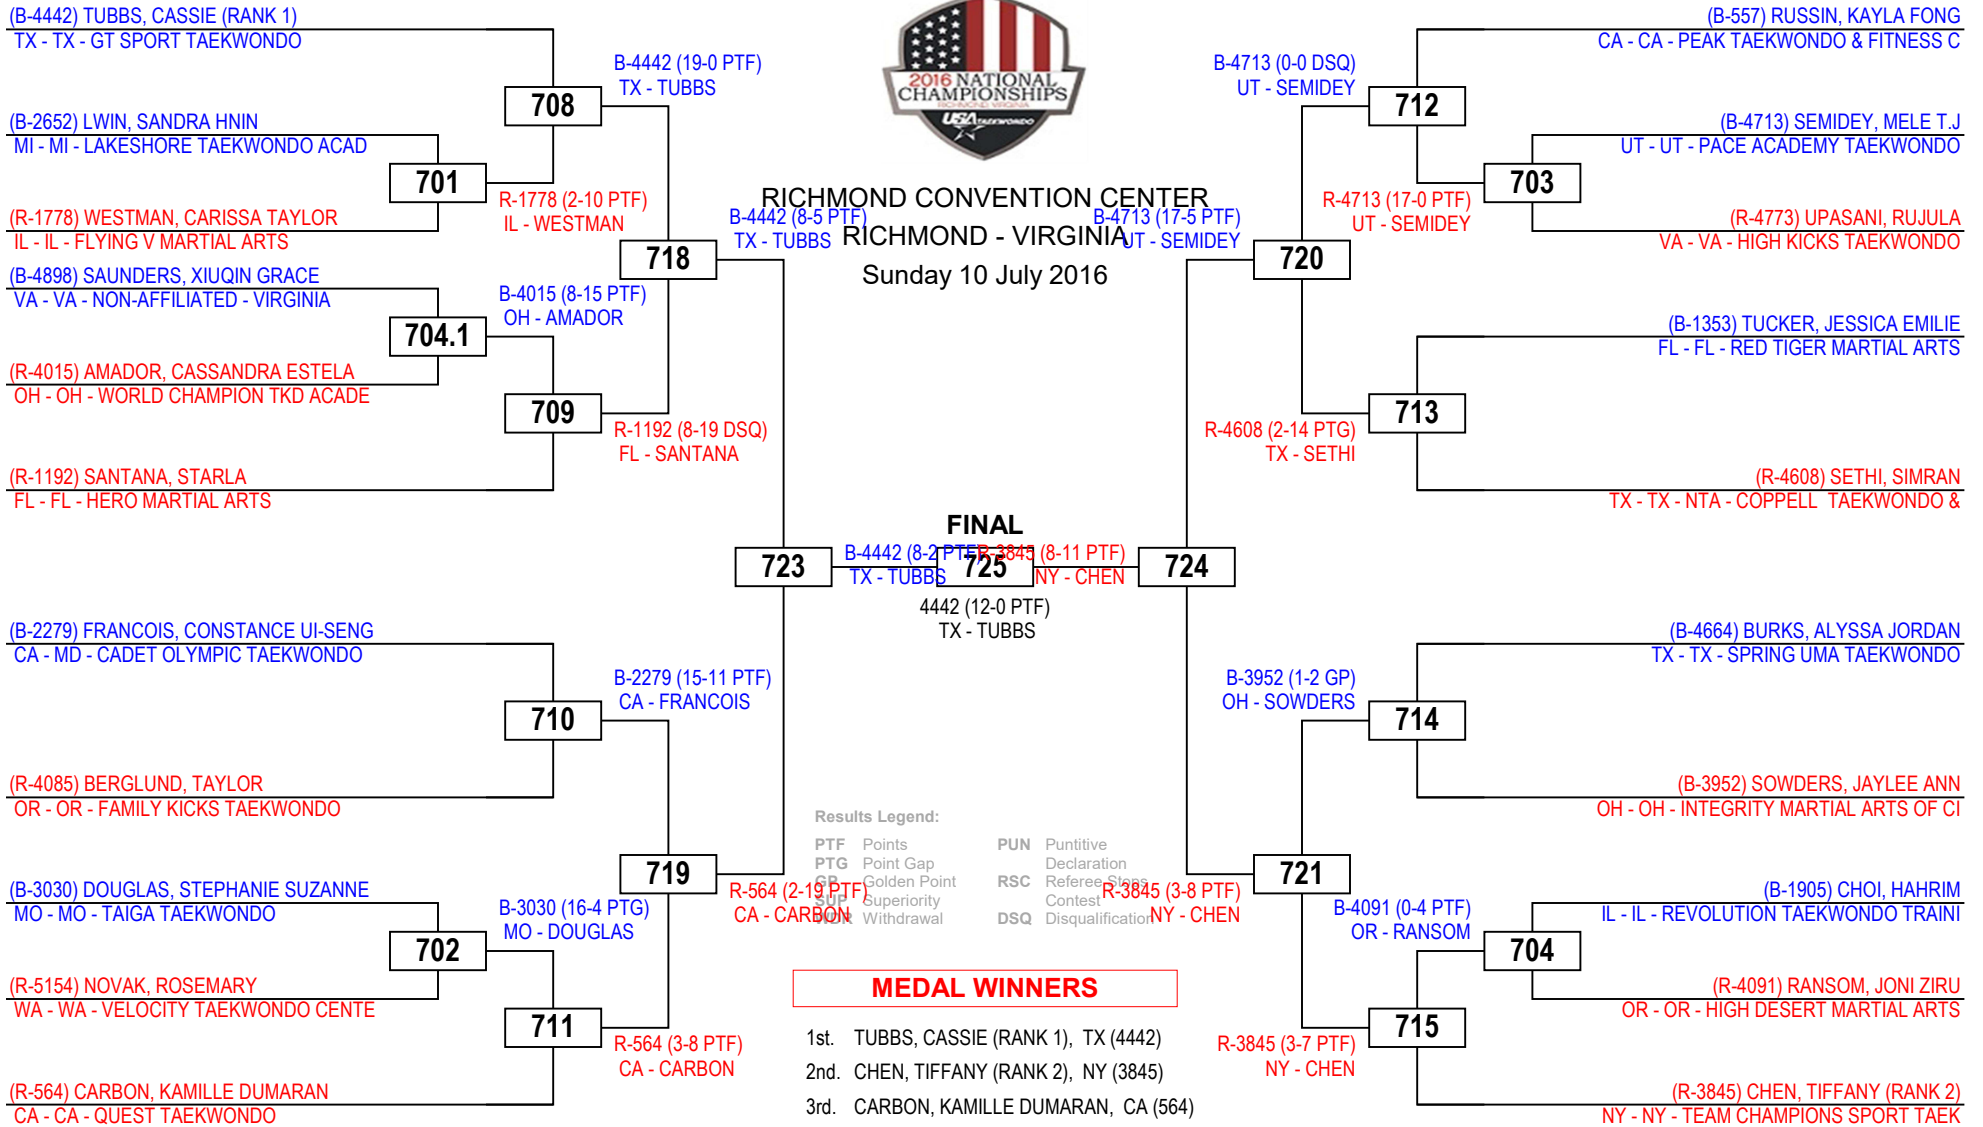 (B-4442) TUBBS, CASSIE (RANK 1)
TX - TX - GT SPORT TAEKWONDO
(B-2652) LWIN, SANDRA HNIN
MI - MI - LAKESHORE TAEKWONDO ACAD
(R-1778) WESTMAN, CARISSA TAYLOR
IL - IL - FLYING V MARTIAL ARTS
(B-4898) SAUNDERS, XIUQIN GRACE
VA - VA - NON-AFFILIATED - VIRGINIA
(R-4015) AMADOR, CASSANDRA ESTELA
OH - OH - WORLD CHAMPION TKD ACADE
(R-1192) SANTANA, STARLA
FL - FL - HERO MARTIAL ARTS
(B-2279) FRANCOIS, CONSTANCE UI-SENG
CA - MD - CADET OLYMPIC TAEKWONDO
(R-4085) BERGLUND, TAYLOR
OR - OR - FAMILY KICKS TAEKWONDO
(B-3030) DOUGLAS, STEPHANIE SUZANNE
MO - MO - TAIGA TAEKWONDO
(R-5154) NOVAK, ROSEMARY
WA - WA - VELOCITY TAEKWONDO CENTE
(R-564) CARBON, KAMILLE DUMARAN
CA - CA - QUEST TAEKWONDO
701
704.1
702
R-1778 (2-10 PTF)
IL - WESTMAN
B-4015 (8-15 PTF)
OH - AMADOR
B-3030 (16-4 PTG)
MO - DOUGLAS
708
709
710
711
B-4442 (19-0 PTF)
TX - TUBBS
R-1192 (8-19 DSQ)
FL - SANTANA
B-2279 (15-11 PTF)
CA - FRANCOIS
R-564 (3-8 PTF)
CA - CARBON
718
719
B-4442 (8-5 PTF)
TX - TUBBS
R-564 (2-19 PTF)
CA - CARBON
723
B-4442 (8-2 PTF)
TX - TUBBS
2016 NATIONAL
CHAMPIONSHIPS
RICHMOND, VIRGINIA
USA TAEKWONDO
RICHMOND CONVENTION CENTER
RICHMOND - VIRGINIA
Sunday 10 July 2016
FINAL
725
4442 (12-0 PTF)
TX - TUBBS
R-3845 (8-11 PTF)
NY - CHEN
724
B-4713 (17-5 PTF)
UT - SEMIDEY
R-3845 (3-8 PTF)
NY - CHEN
720
721
B-4713 (0-0 DSQ)
UT - SEMIDEY
R-4608 (2-14 PTG)
TX - SETHI
B-3952 (1-2 GP)
OH - SOWDERS
R-3845 (3-7 PTF)
NY - CHEN
712
713
714
715
R-4713 (17-0 PTF)
UT - SEMIDEY
B-4091 (0-4 PTF)
OR - RANSOM
703
704
(B-557) RUSSIN, KAYLA FONG
CA - CA - PEAK TAEKWONDO & FITNESS C
(B-4713) SEMIDEY, MELE T.J
UT - UT - PACE ACADEMY TAEKWONDO
(R-4773) UPASANI, RUJULA
VA - VA - HIGH KICKS TAEKWONDO
(B-1353) TUCKER, JESSICA EMILIE
FL - FL - RED TIGER MARTIAL ARTS
(R-4608) SETHI, SIMRAN
TX - TX - NTA - COPPELL TAEKWONDO &
(B-4664) BURKS, ALYSSA JORDAN
TX - TX - SPRING UMA TAEKWONDO
(B-3952) SOWDERS, JAYLEE ANN
OH - OH - INTEGRITY MARTIAL ARTS OF CI
(B-1905) CHOI, HAHRIM
IL - IL - REVOLUTION TAEKWONDO TRAINI
(R-4091) RANSOM, JONI ZIRU
OR - OR - HIGH DESERT MARTIAL ARTS
(R-3845) CHEN, TIFFANY (RANK 2)
NY - NY - TEAM CHAMPIONS SPORT TAEK
Results Legend:
PTF Points
PTG Point Gap
GP Golden Point
SUP Superiority
WDR Withdrawal
PUN Puntitive
Declaration
RSC Referee Stops
Contest
DSQ Disqualification
MEDAL WINNERS
1st. TUBBS, CASSIE (RANK 1), TX (4442)
2nd. CHEN, TIFFANY (RANK 2), NY (3845)
3rd. CARBON, KAMILLE DUMARAN, CA (564)